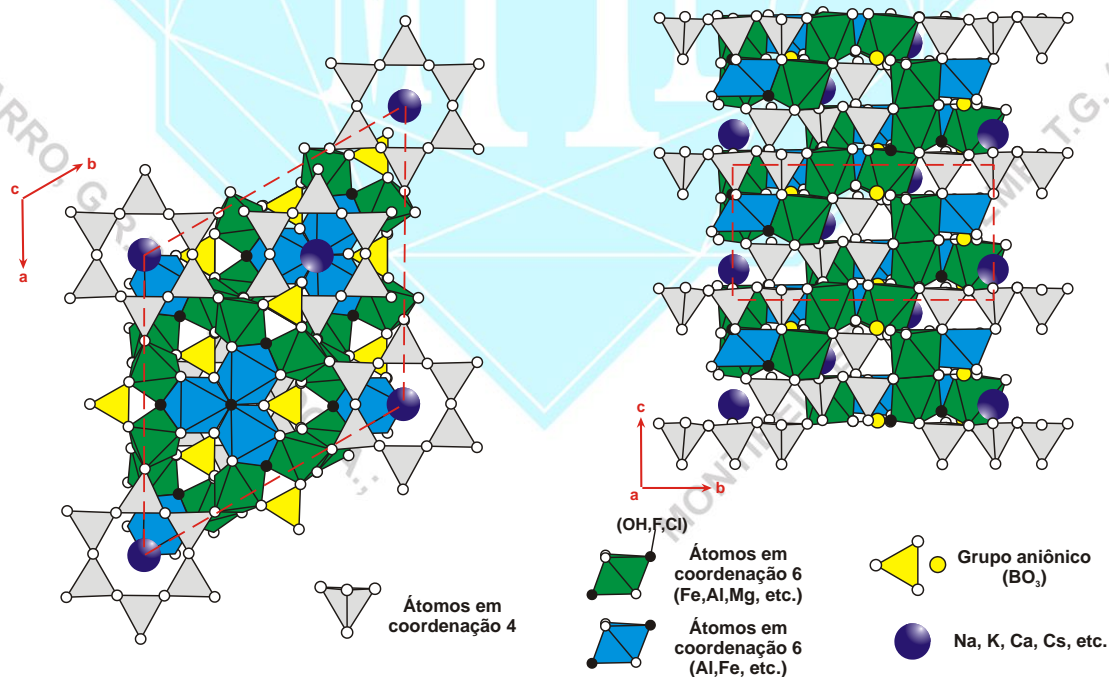 c
b
a
c
a
b
(OH,F,Cl)
Átomos em
coordenação 4
Átomos em
coordenação 6
(Fe,Al,Mg, etc.)
Átomos em
coordenação 6
(Al,Fe, etc.)
Grupo aniônico
(BO₃)
Na, K, Ca, Cs, etc.